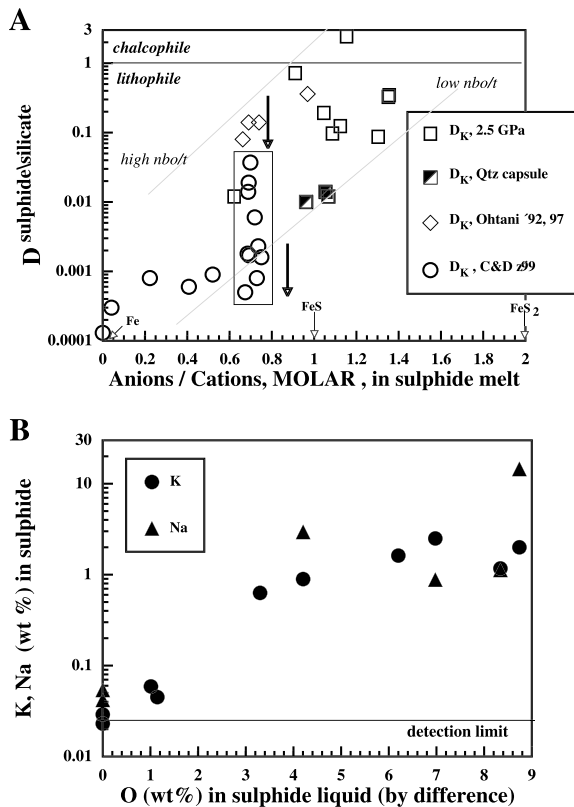 A
3
chalcophile
1
lithophile
low nbo/t
0.1
high nbo/t
0.01
0.001
0.0001
D sulphide\silicate
D_K, 2.5 GPa
D_K, Qtz capsule
D_K, Ohtani ´92, 97
D_K, C&D z99
Fe
FeS
FeS2
0 0.2 0.4 0.6 0.8 1 1.2 1.4 1.6 1.8 2
Anions / Cations, MOLAR , in sulphide melt
B
30
10
1
0.1
0.01
K, Na (wt %) in sulphide
K
Na
detection limit
0 1 2 3 4 5 6 7 8 9
O (wt%) in sulphide liquid (by difference)